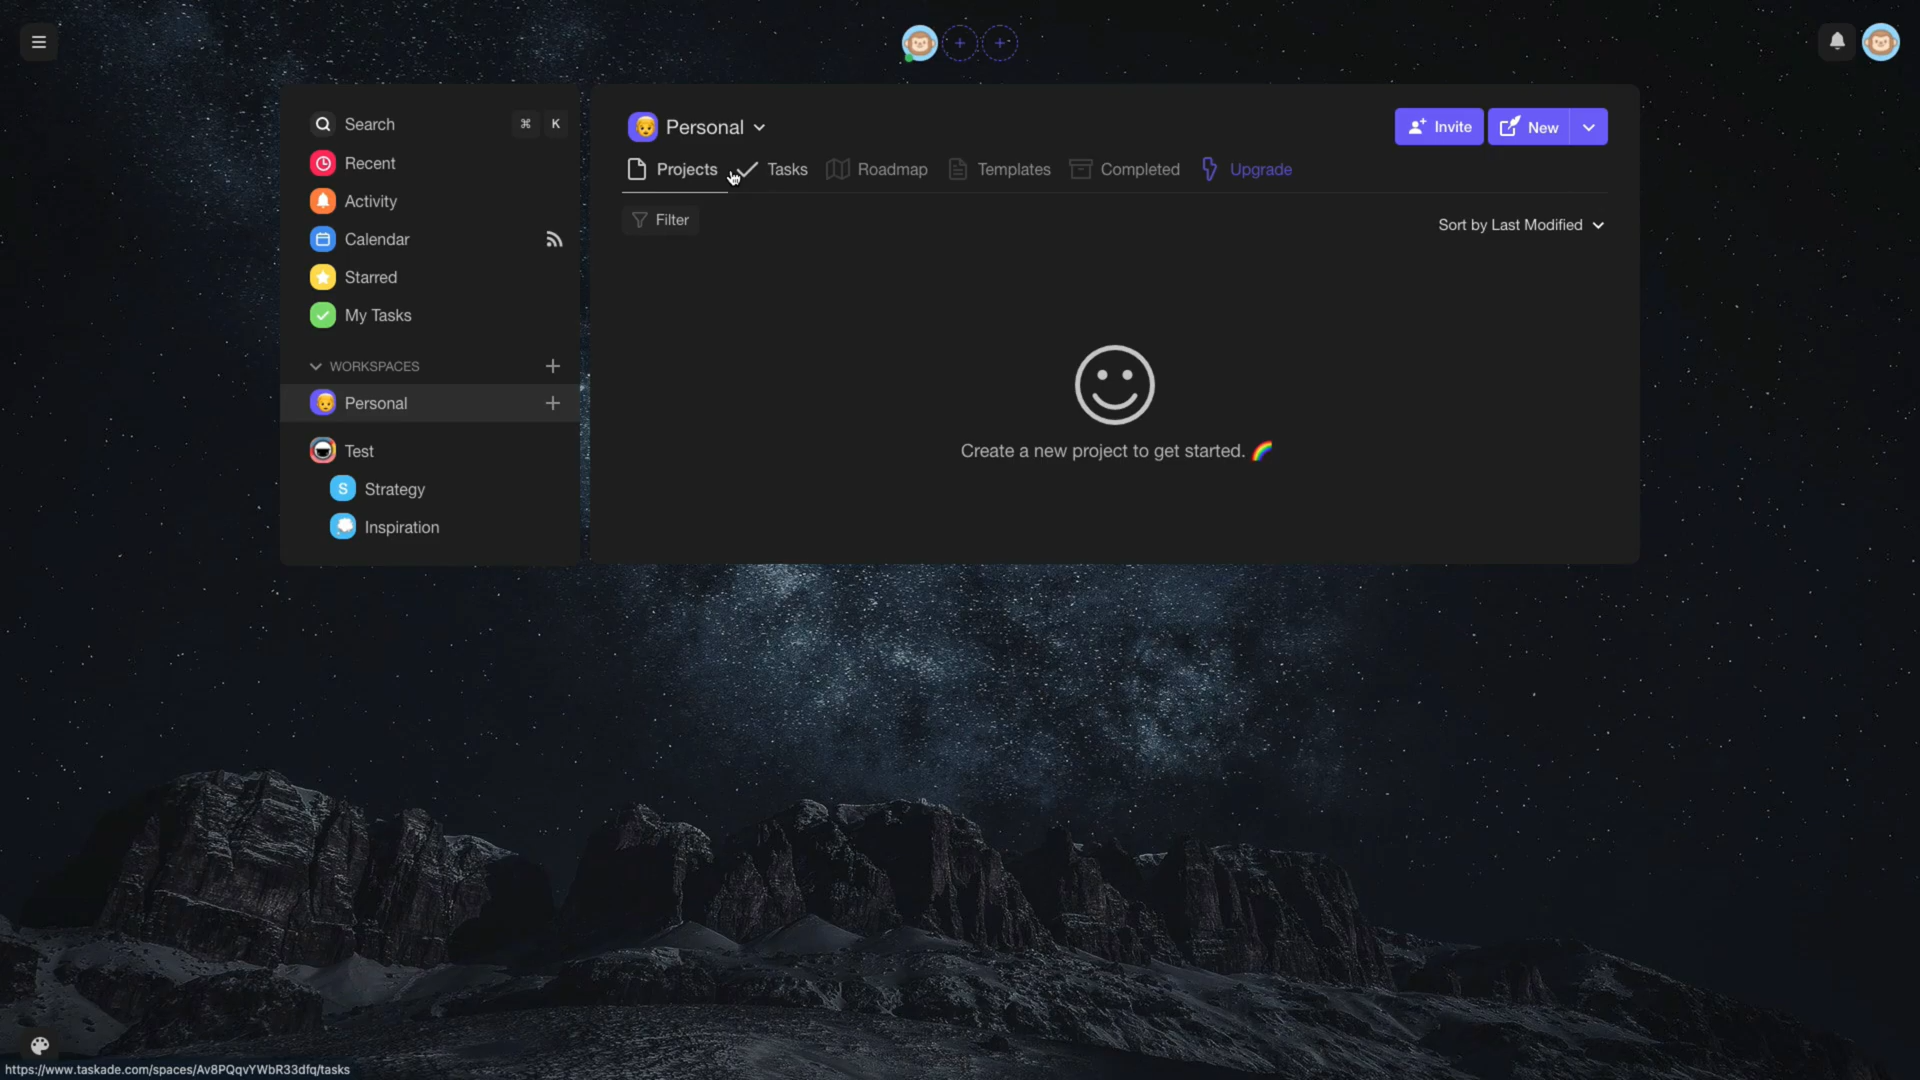 Search ⌘ K
Recent
Activity
Calendar
Starred
My Tasks
WORKSPACES
Personal
Test
S Strategy
Inspiration
Personal
Invite
New
Projects
Tasks
Roadmap
Templates
Completed
Upgrade
Filter
Sort by Last Modified
Create a new project to get started. 🌈
https://www.taskade.com/spaces/Av8PQqvYWbR33dfq/tasks